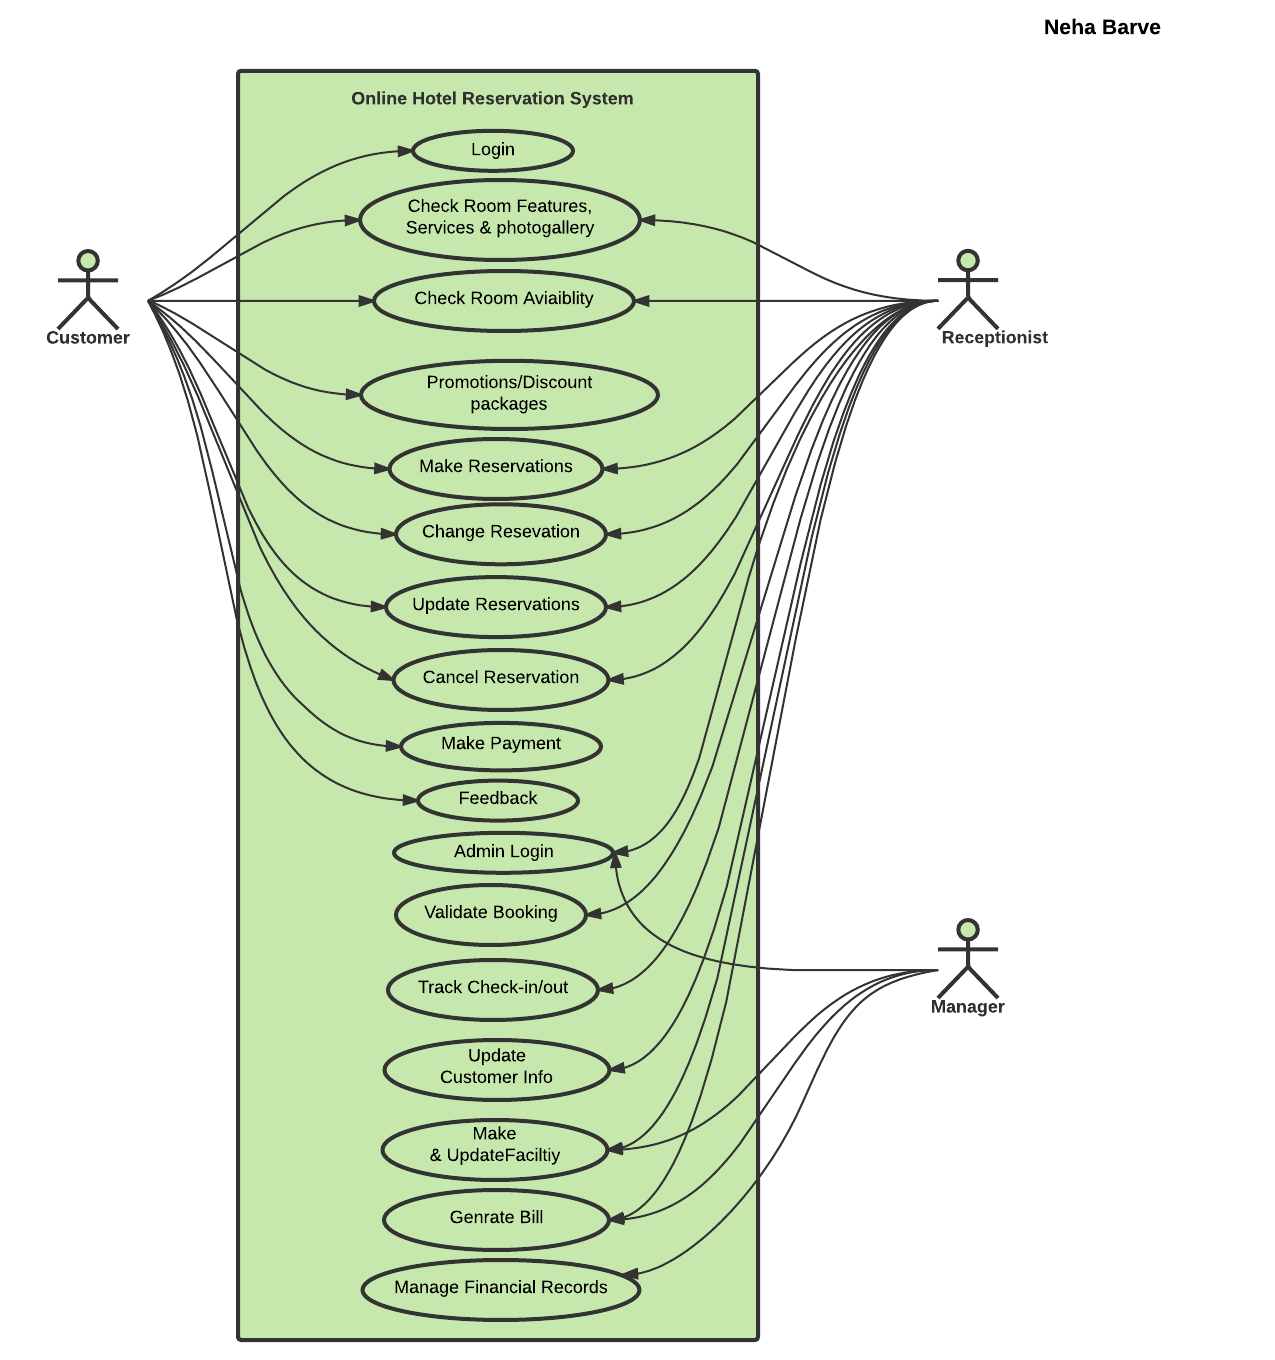 Neha Barve
Online Hotel Reservation System
Login
Check Room Features,
Services & photogallery
Check Room Aviaiblity
Customer
Receptionist
Promotions/Discount
packages
Make Reservations
Change Resevation
Update Reservations
Cancel Reservation
Make Payment
Feedback
Admin Login
Validate Booking
Track Check-in/out
Manager
Update
Customer Info
Make
& UpdateFaciltiy
Genrate Bill
Manage Financial Records